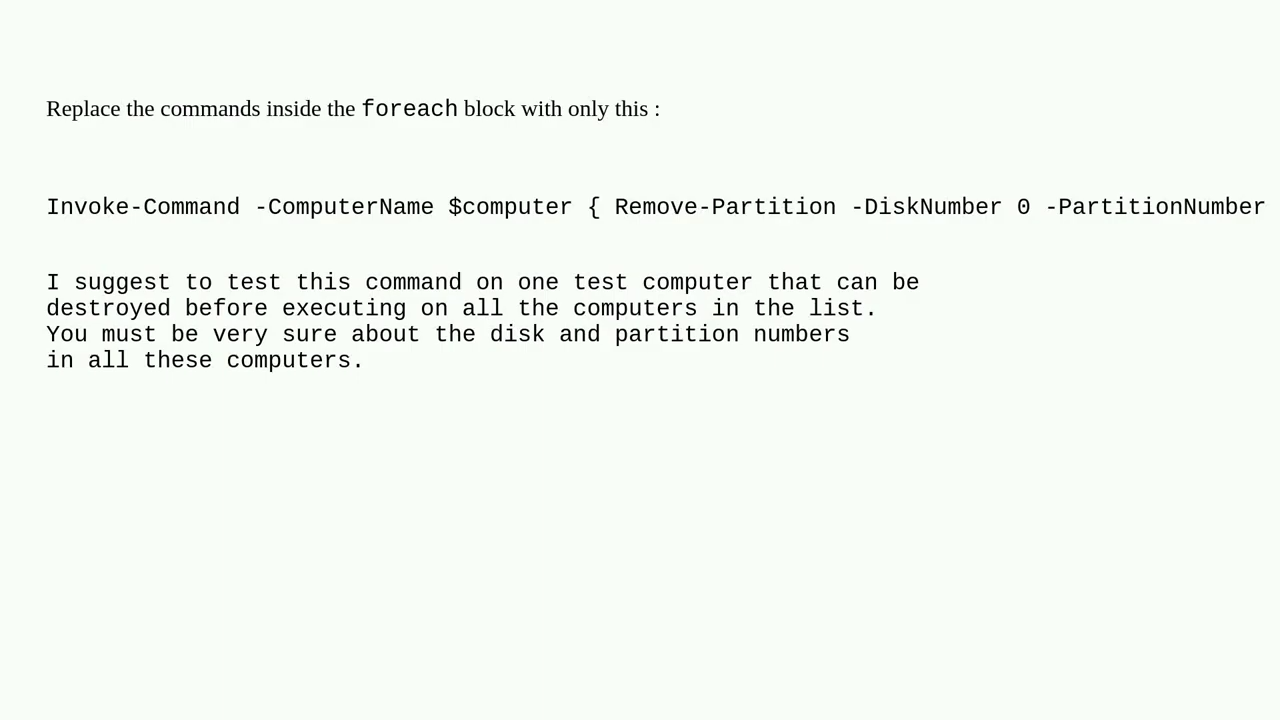 Replace the commands inside the foreach block with only this :
Invoke-Command -ComputerName $computer { Remove-Partition -DiskNumber 0 -PartitionNumber
I suggest to test this command on one test computer that can be
destroyed before executing on all the computers in the list.
You must be very sure about the disk and partition numbers
in all these computers.